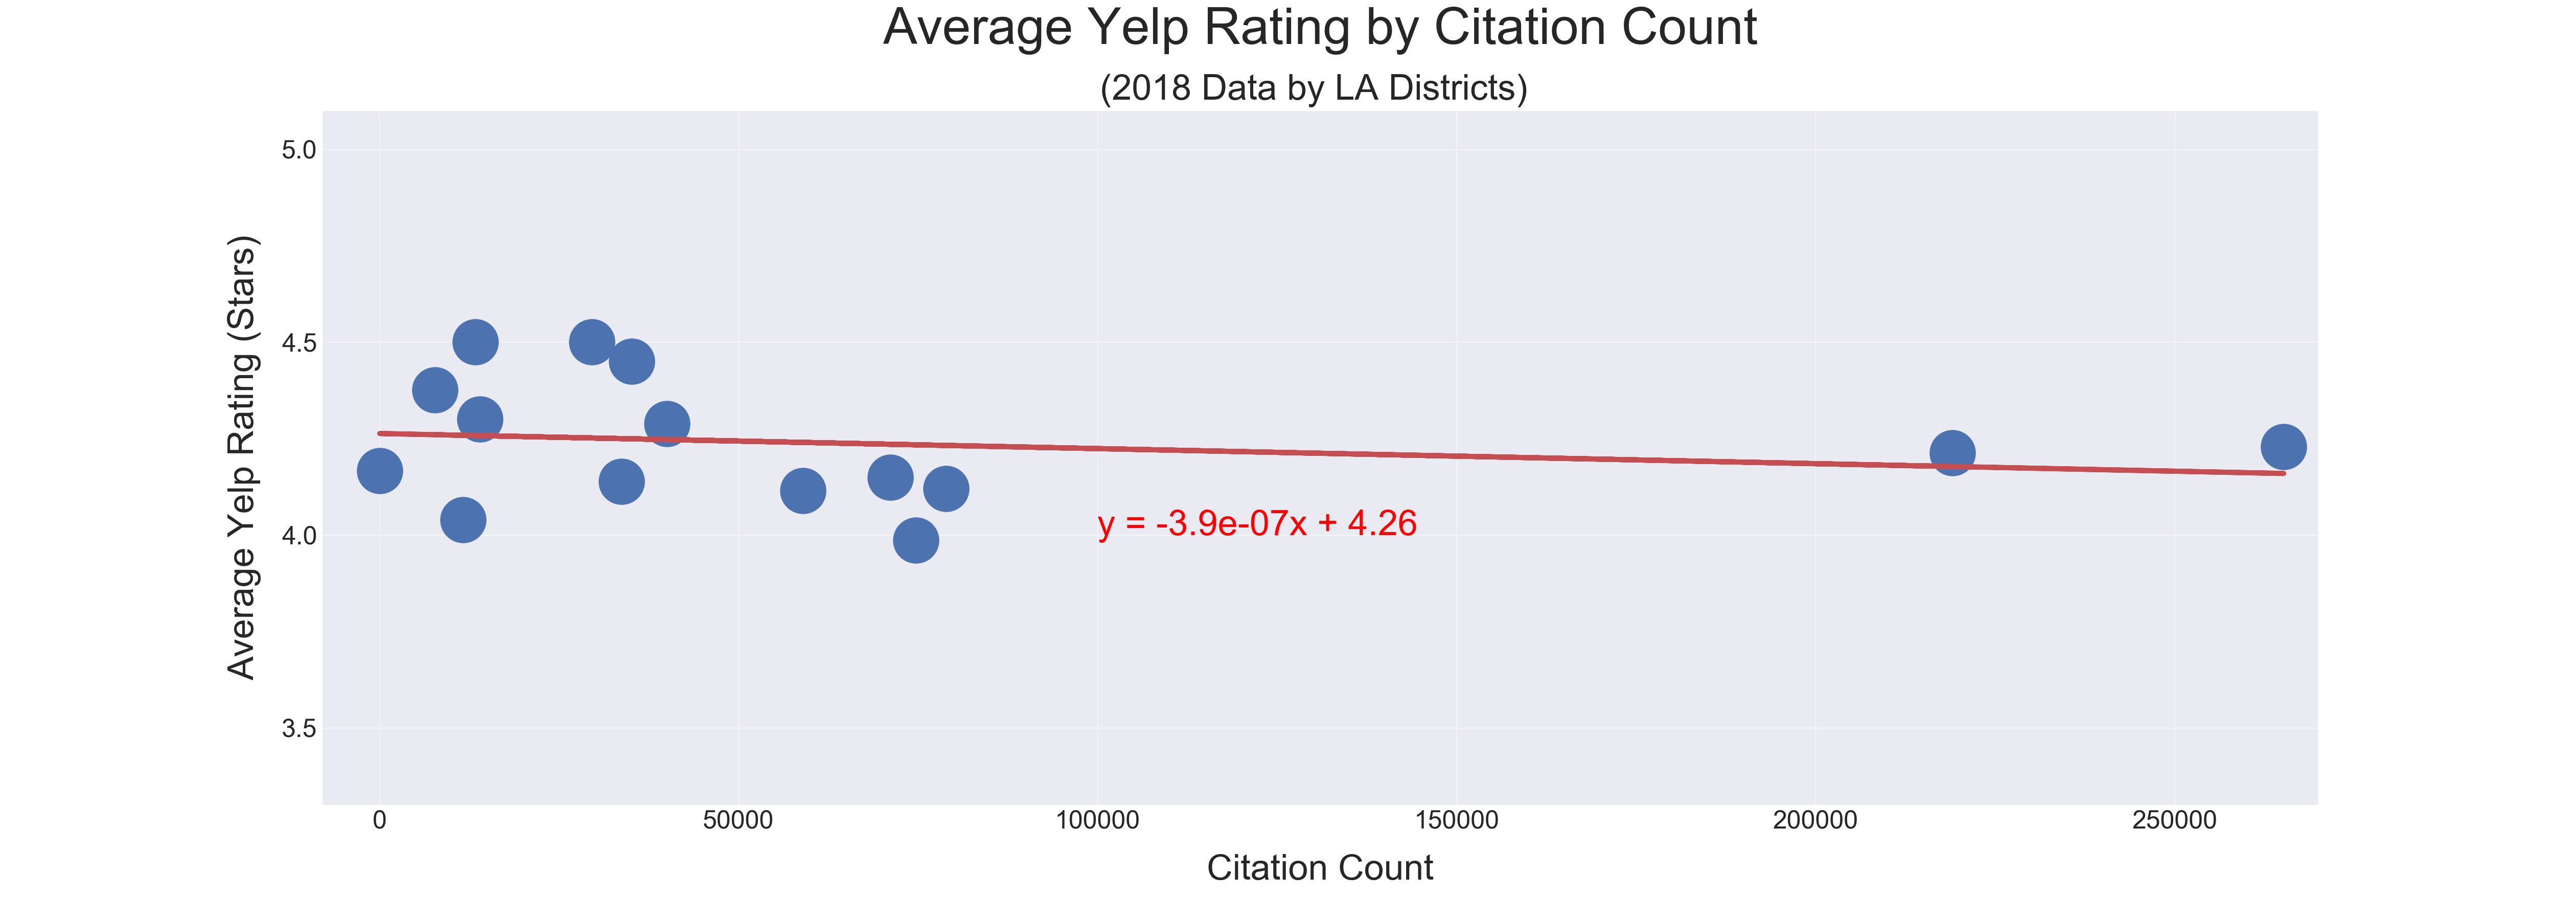 Average Yelp Rating by Citation Count
(2018 Data by LA Districts)
Average Yelp Rating (Stars)
5.0
4.5
4.0
3.5
y = -3.9e-07x + 4.26
0
50000
100000
150000
200000
250000
Citation Count